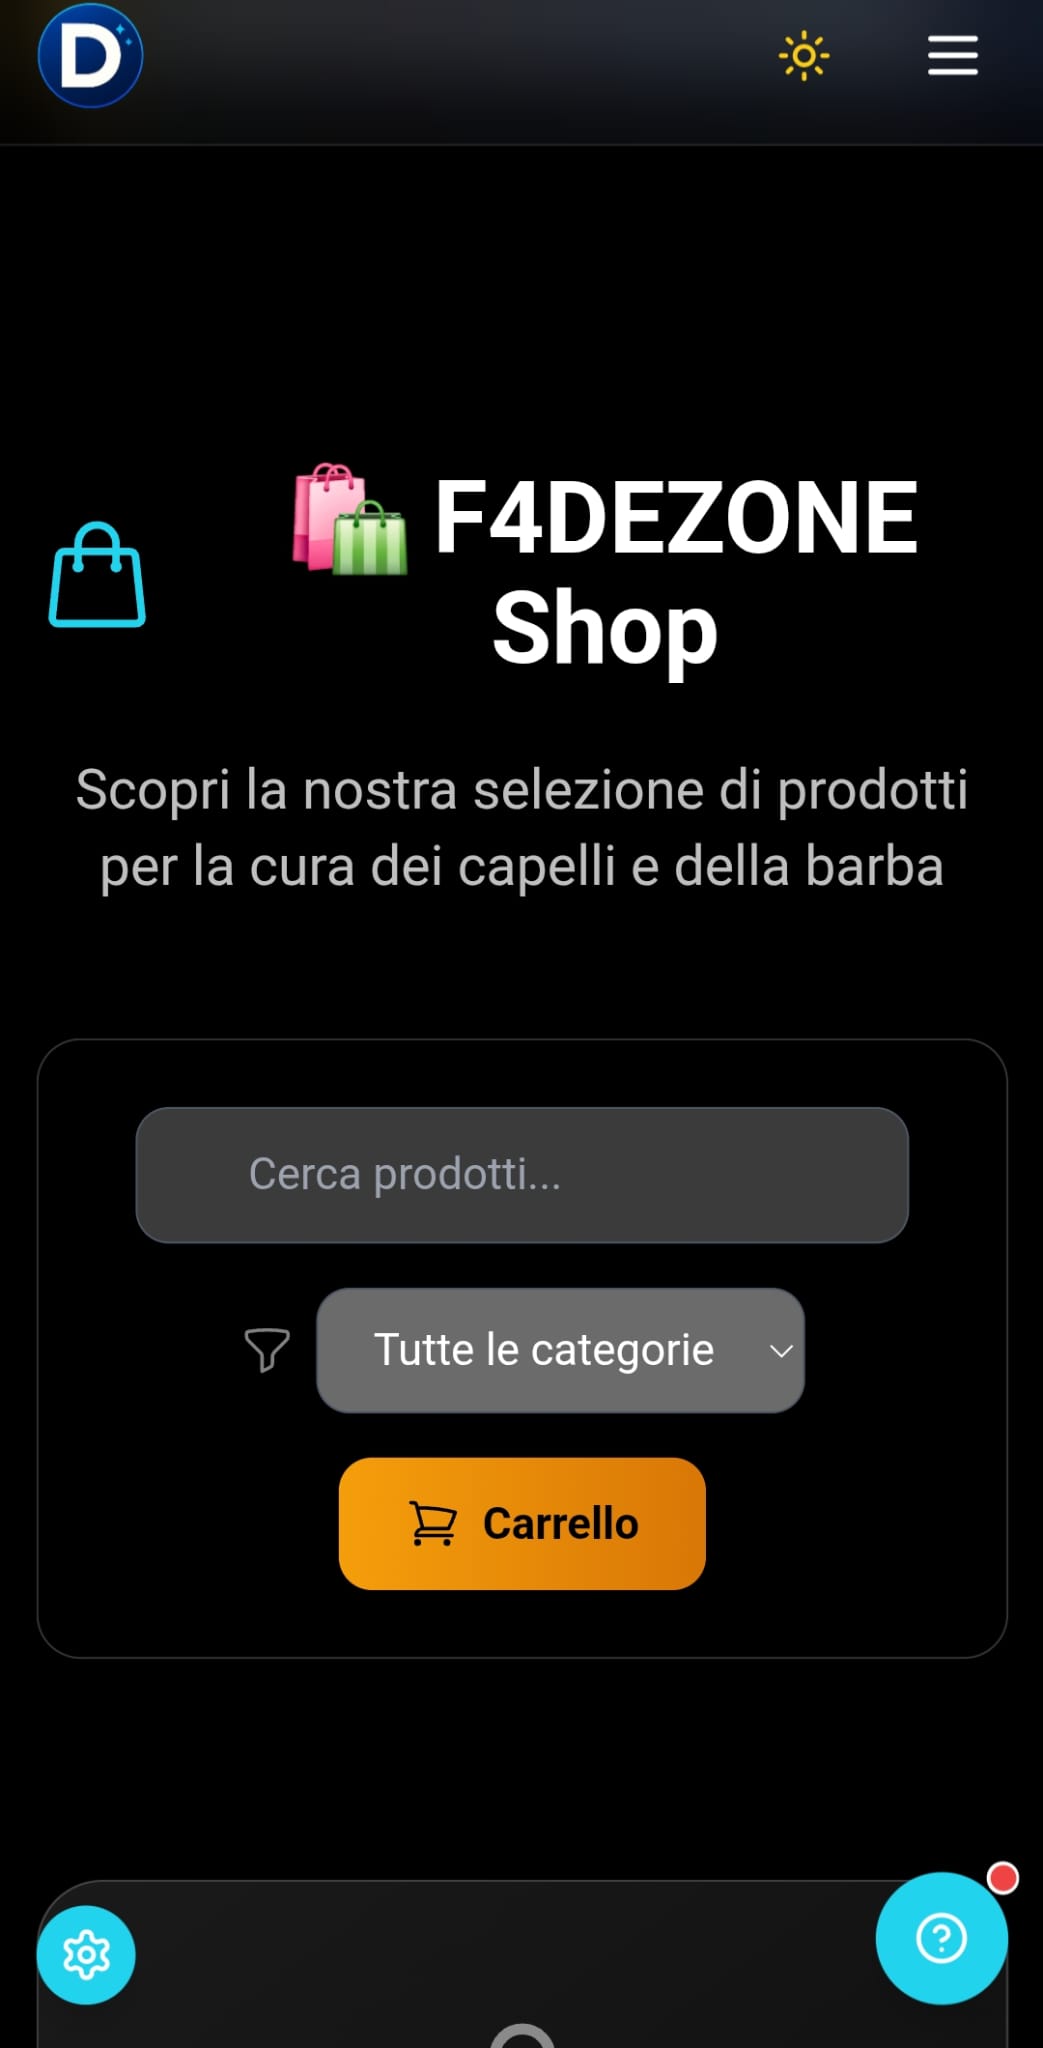 D
F4DEZONE
Shop
Scopri la nostra selezione di prodotti
per la cura dei capelli e della barba
Cerca prodotti...
Tutte le categorie
Carrello
?